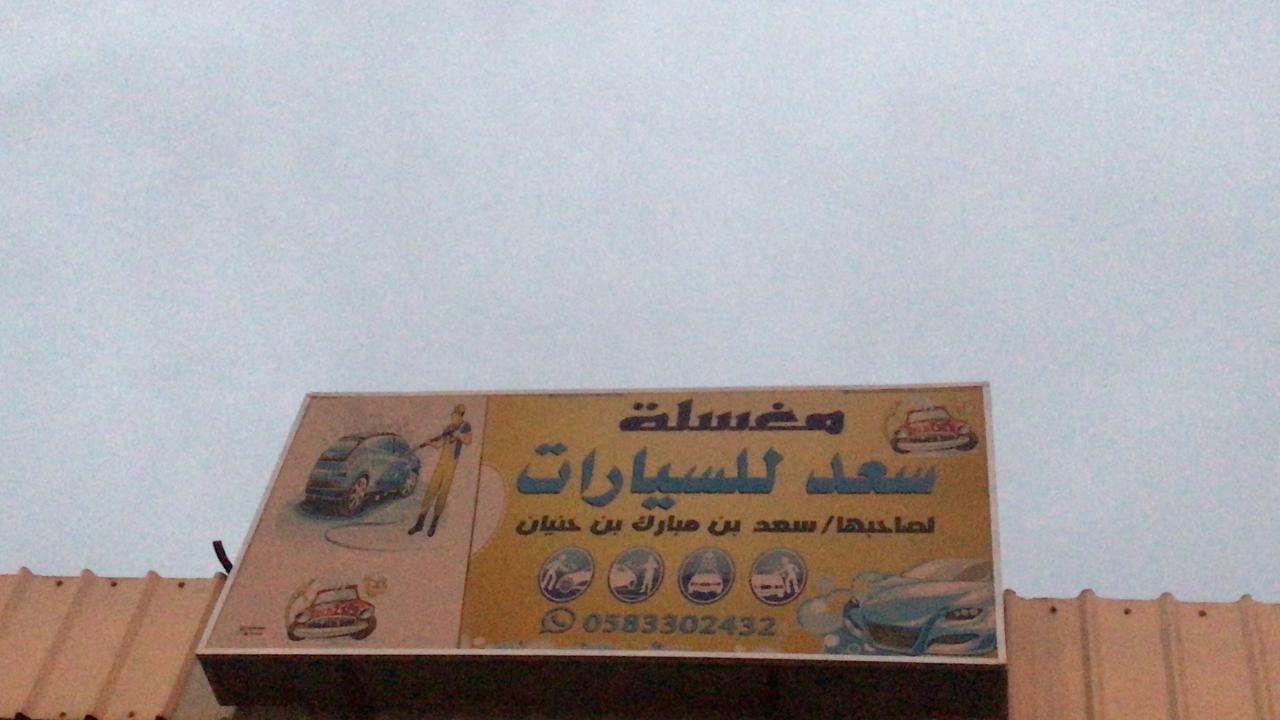 مغسلة
سعد للسيارات
لصاحبها/ سعد بن مبارك بن حنيان
0583302432